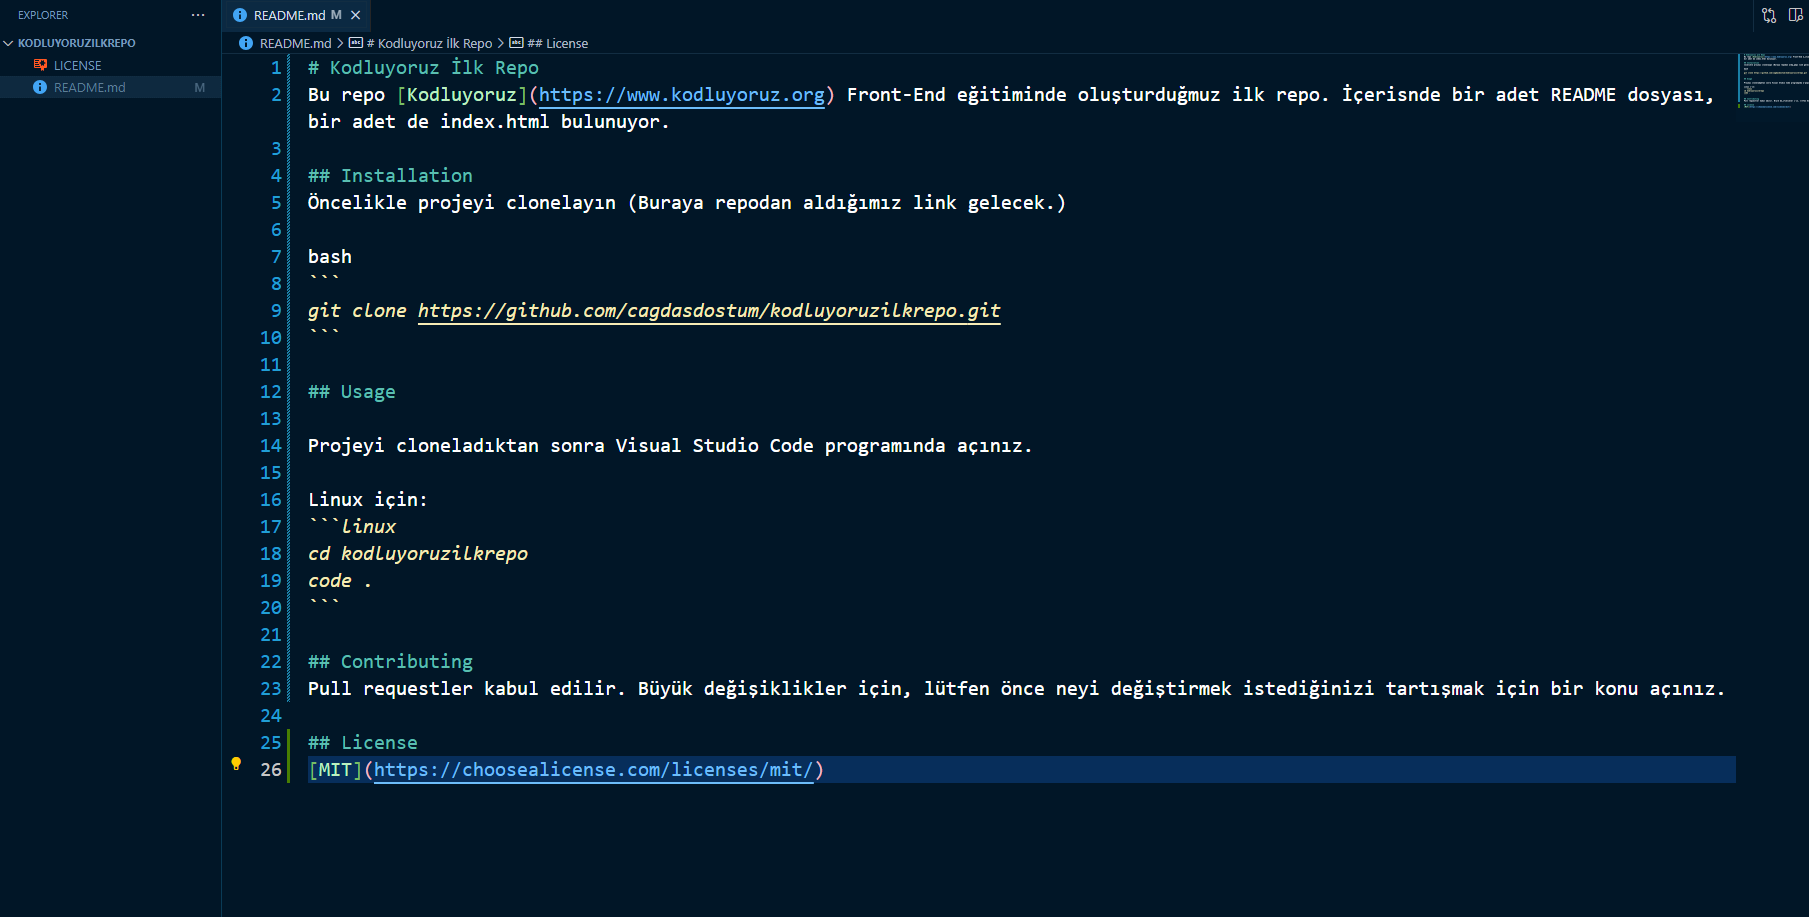 EXPLORER
KODLUYORUZILKREPO
LICENSE
README.md M
README.md M
README.md > # Kodluyoruz İlk Repo > ## License
1 # Kodluyoruz İlk Repo
2 Bu repo [Kodluyoruz](https://www.kodluyoruz.org) Front-End eğitiminde oluşturduğmuz ilk repo. İçerisnde bir adet README dosyası,
bir adet de index.html bulunuyor.
3
4 ## Installation
5 Öncelikle projeyi clonelayın (Buraya repodan aldığımız link gelecek.)
6
7 bash
8 ```
9 git clone https://github.com/cagdasdostum/kodluyoruzilkrepo.git
10 ```
11
12 ## Usage
13
14 Projeyi cloneladıktan sonra Visual Studio Code programında açınız.
15
16 Linux için:
17 ```linux
18 cd kodluyoruzilkrepo
19 code .
20 ```
21
22 ## Contributing
23 Pull requestler kabul edilir. Büyük değişiklikler için, lütfen önce neyi değiştirmek istediğinizi tartışmak için bir konu açınız.
24
25 ## License
26 [MIT](https://choosealicense.com/licenses/mit/)